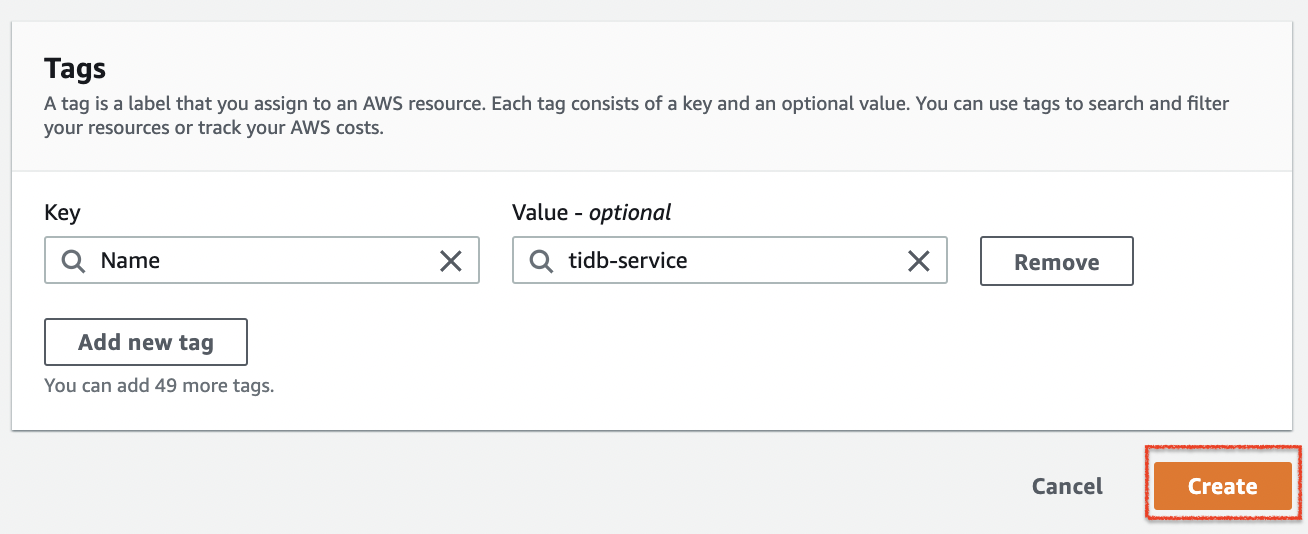 Tags
A tag is a label that you assign to an AWS resource. Each tag consists of a key and an optional value. You can use tags to search and filter
your resources or track your AWS costs.
Key
Value - optional
Name
tidb-service
Remove
Add new tag
You can add 49 more tags.
Cancel
Create